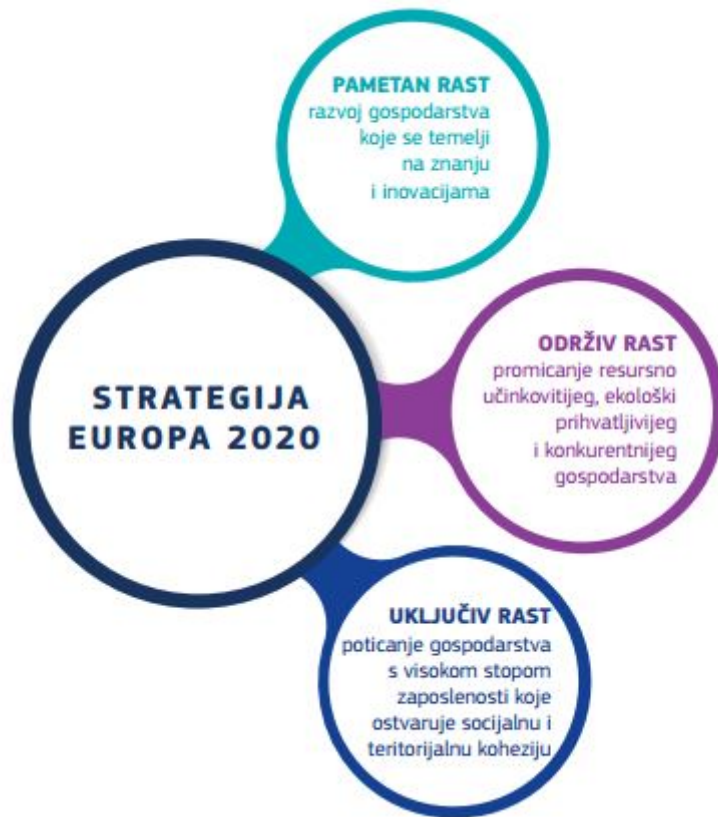 PAMETAN RAST
razvoj gospodarstva
koje se temelji
na znanju
i inovacijama
STRATEGIJA
EUROPA 2020
ODRŽIV RAST
promicanje resursno
učinkovitijeg, ekološki
prihvatljivijeg
i konkurentnijeg
gospodarstva
UKLJUČIV RAST
poticanje gospodarstva
s visokom stopom
zaposlenosti koje
ostvaruje socijalnu i
teritorijalnu koheziju